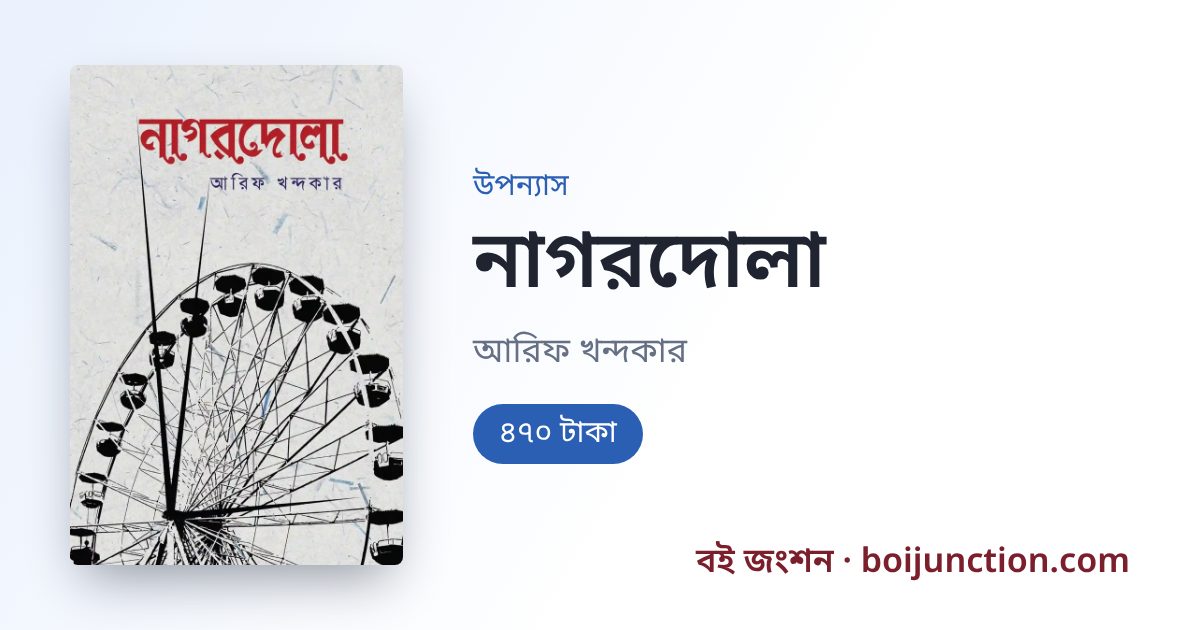 নাগরদোলা
আরিফ খন্দকার
উপন্যাস
নাগরদোলা
আরিফ খন্দকার
৪৭০ টাকা
বই জংশন · boijunction.com